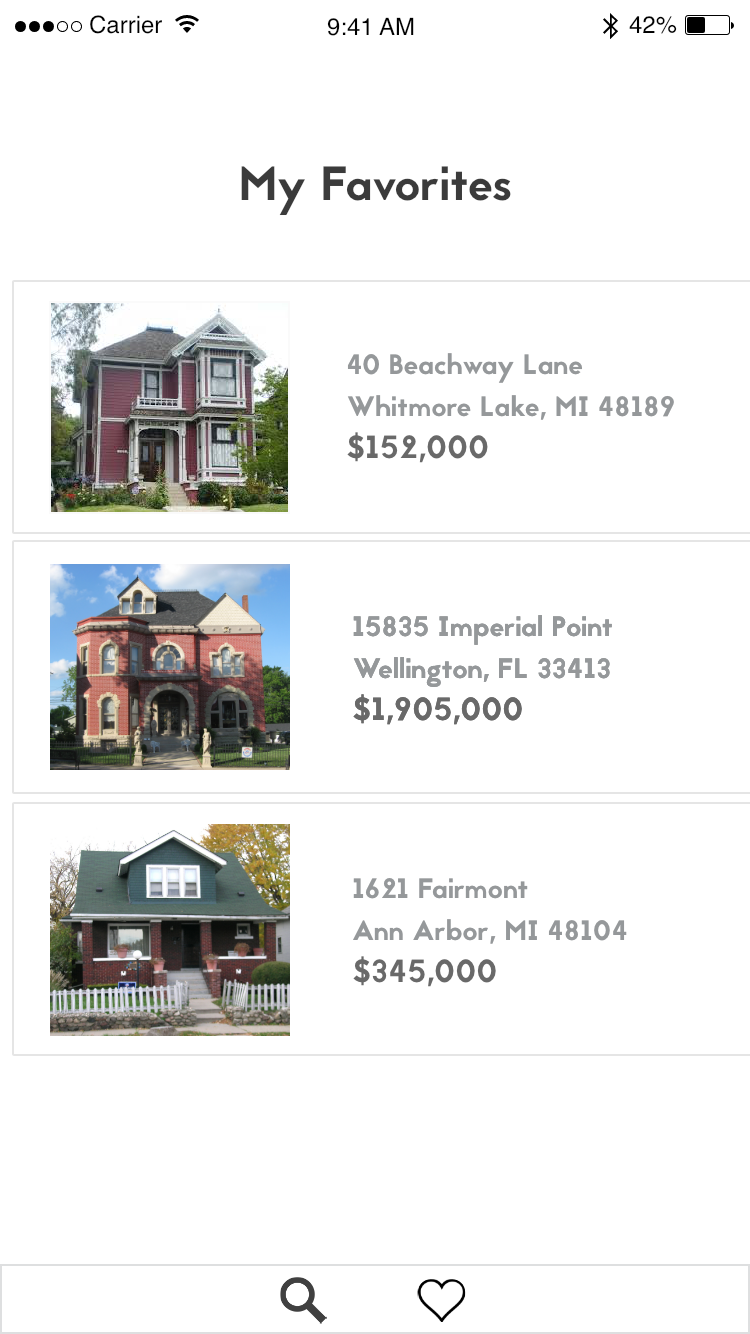 Carrier 9:41 AM 42%
My Favorites
40 Beachway Lane
Whitmore Lake, MI 48189
$152,000
15835 Imperial Point
Wellington, FL 33413
$1,905,000
1621 Fairmont
Ann Arbor, MI 48104
$345,000